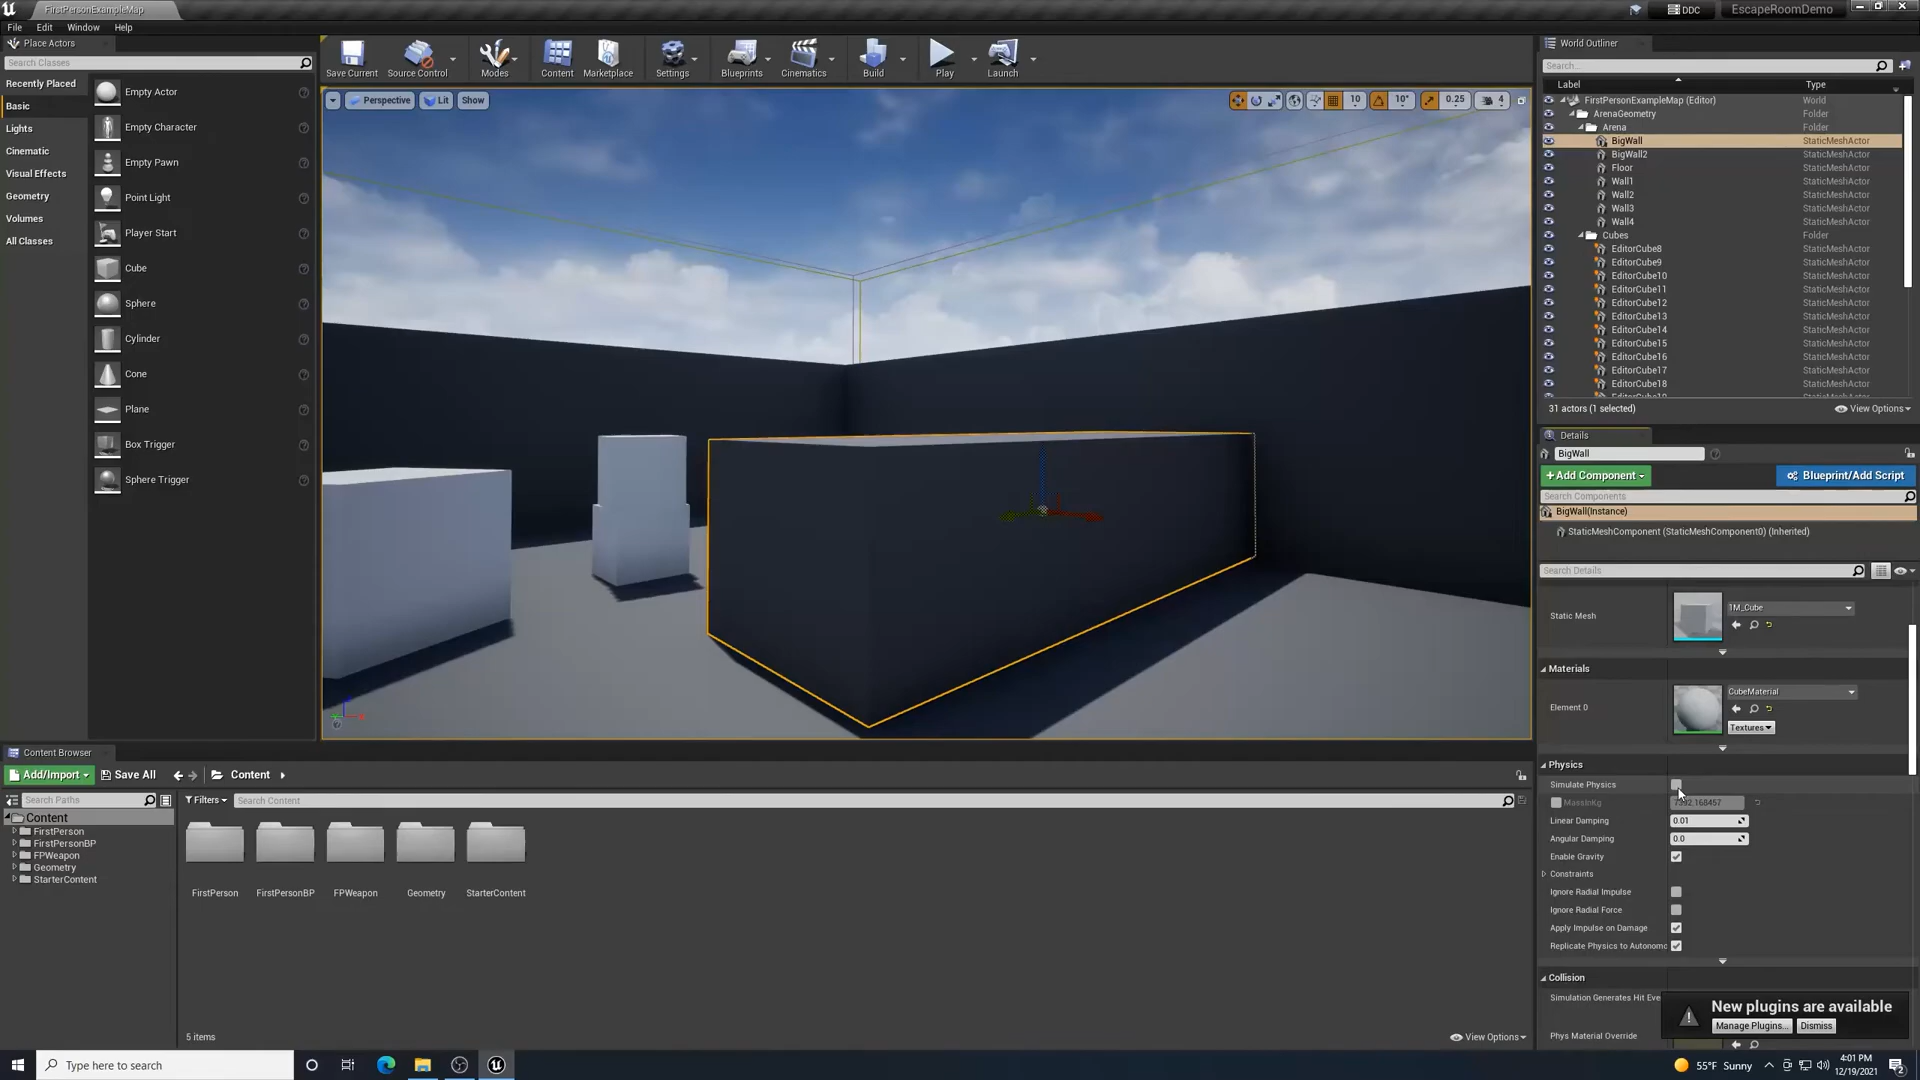 FirstPersonExampleMap
DDC
EscapeRoomDemo
File Edit Window Help
Place Actors
Search Classes
Recently Placed
Basic
Lights
Cinematic
Visual Effects
Geometry
Volumes
All Classes
Empty Actor
Empty Character
Empty Pawn
Point Light
Player Start
Cube
Sphere
Cylinder
Cone
Plane
Box Trigger
Sphere Trigger
Save Current Source Control Modes Content Marketplace Settings Blueprints Cinematics Build Play Launch
Perspective Lit Show
10 10° 0.25 4
World Outliner
Search...
Label Type
FirstPersonExampleMap (Editor) World
ArenaGeometry Folder
Arena Folder
BigWall StaticMeshActor
BigWall2 StaticMeshActor
Floor StaticMeshActor
Wall1 StaticMeshActor
Wall2 StaticMeshActor
Wall3 StaticMeshActor
Wall4 StaticMeshActor
Cubes Folder
EditorCube8 StaticMeshActor
EditorCube9 StaticMeshActor
EditorCube10 StaticMeshActor
EditorCube11 StaticMeshActor
EditorCube12 StaticMeshActor
EditorCube13 StaticMeshActor
EditorCube14 StaticMeshActor
EditorCube15 StaticMeshActor
EditorCube16 StaticMeshActor
EditorCube17 StaticMeshActor
EditorCube18 StaticMeshActor
31 actors (1 selected) View Options
Details
BigWall
+Add Component Blueprint/Add Script
Search Components
BigWall(Instance)
StaticMeshComponent (StaticMeshComponent0) (Inherited)
Search Details
Static Mesh 1M_Cube
Materials
Element 0 CubeMaterial
Textures
Physics
Simulate Physics
MassInKg
Linear Damping 0.01
Angular Damping 0.0
Enable Gravity
Constraints
Ignore Radial Impulse
Ignore Radial Force
Apply Impulse on Damage
Replicate Physics to Autonomo
Collision
Simulation Generates Hit Eve
Phys Material Override
New plugins are available
Manage Plugins... Dismiss
Content Browser
Add/Import Save All Content
Search Paths
Filters Search Content
Content
FirstPerson
FirstPersonBP
FPWeapon
Geometry
StarterContent
FirstPerson FirstPersonBP FPWeapon Geometry StarterContent
5 items View Options
Type here to search
55°F Sunny
4:01 PM
12/19/2021
2